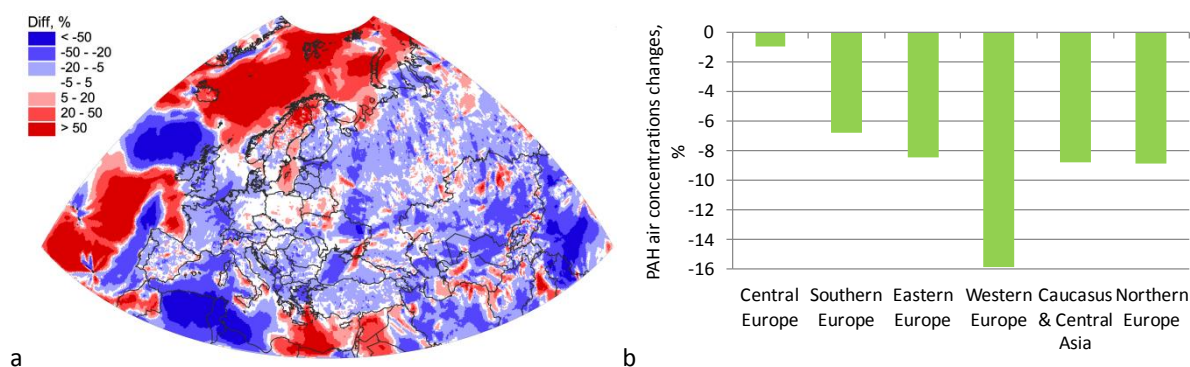 Diff, %
< -50
-50 - -20
-20 - -5
-5 - 5
5 - 20
20 - 50
> 50
a
PAH air concentrations changes,
%
0
-2
-4
-6
-8
-10
-12
-14
-16
Central
Europe
Southern
Europe
Eastern
Europe
Western
Europe
Caucasus
& Central
Asia
Northern
Europe
b